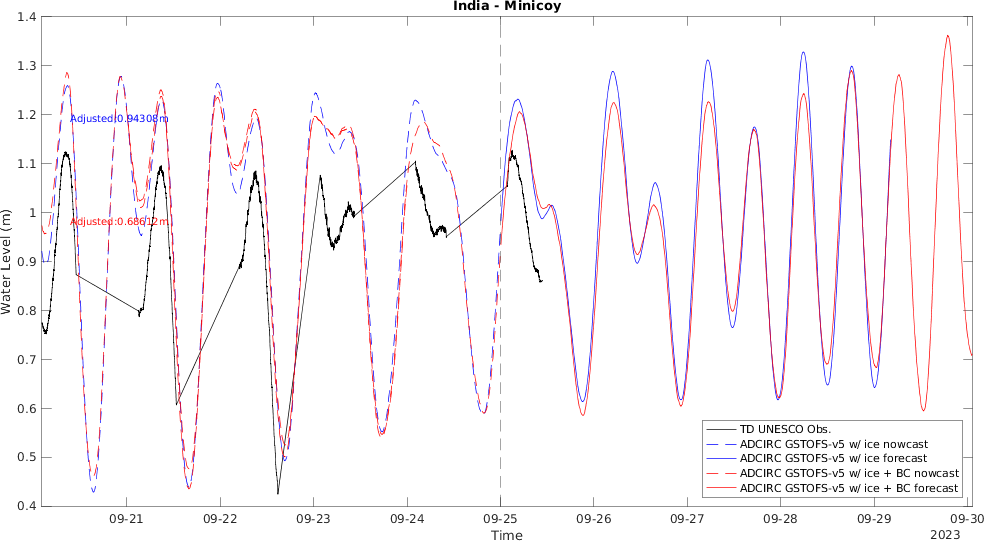 India - Minicoy
1.4
1.3
1.2
1.1
1
0.9
0.8
0.7
0.6
0.5
0.4
Water Level (m)
Adjusted:0.94308m
Adjusted:0.68612m
TD UNESCO Obs.
ADCIRC GSTOFS-v5 w/ ice nowcast
ADCIRC GSTOFS-v5 w/ ice forecast
ADCIRC GSTOFS-v5 w/ ice + BC nowcast
ADCIRC GSTOFS-v5 w/ ice + BC forecast
09-21 09-22 09-23 09-24 09-25 09-26 09-27 09-28 09-29 09-30
Time
2023